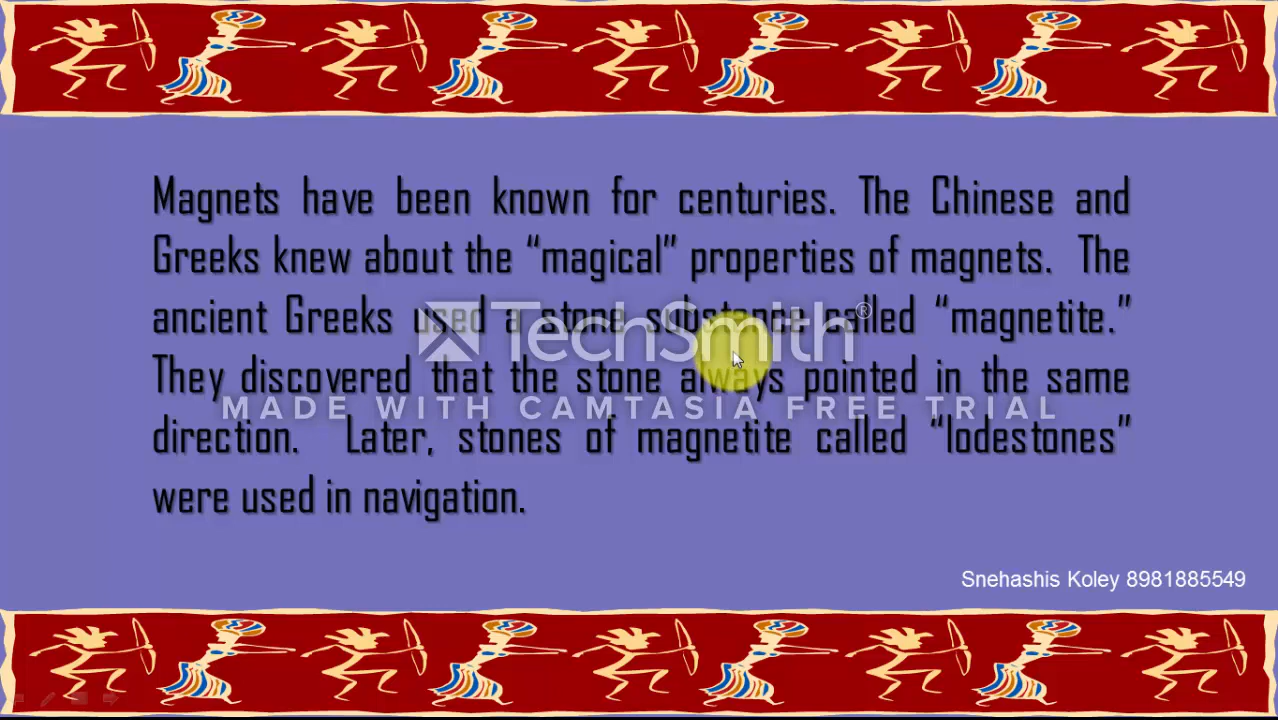 Magnets have been known for centuries. The Chinese and
Greeks knew about the “magical” properties of magnets. The
ancient Greeks used a stone substance called “magnetite.”
TechSmith®
They discovered that the stone always pointed in the same
MADE WITH CAMTASIA FREE TRIAL
direction. Later, stones of magnetite called “lodestones”
were used in navigation.
Snehashis Koley 8981885549